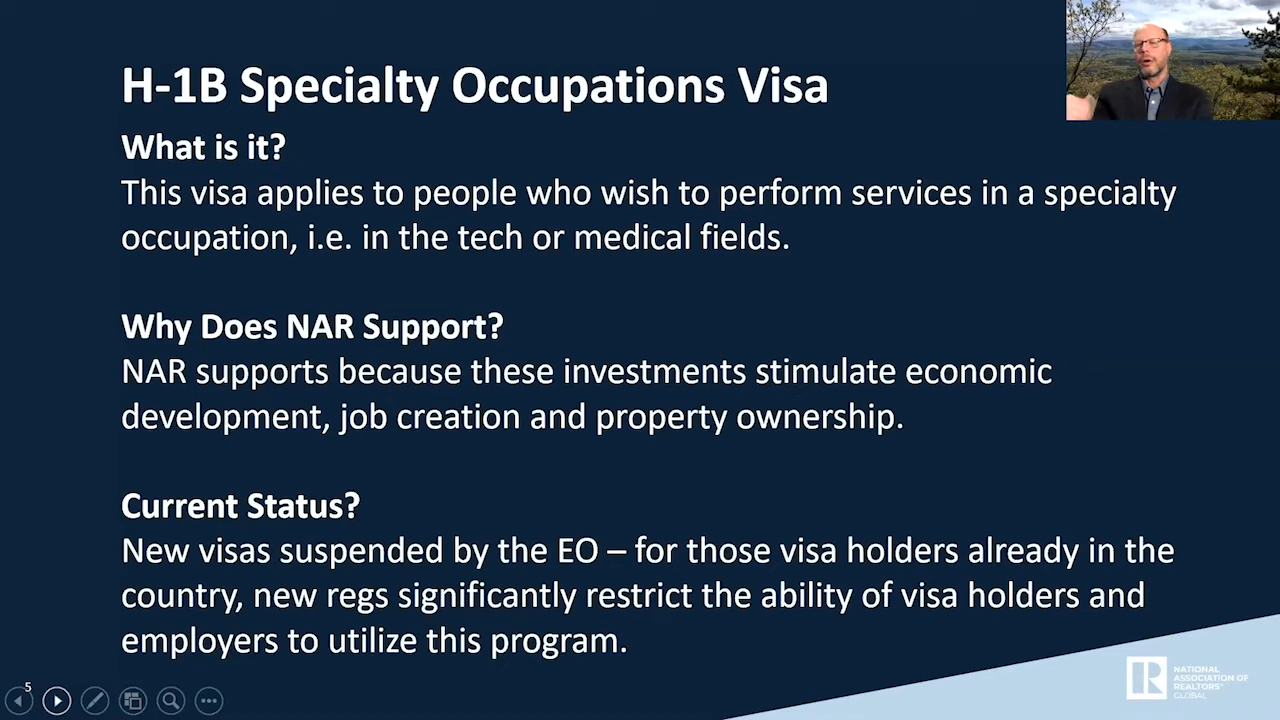 H-1B Specialty Occupations Visa
What is it?
This visa applies to people who wish to perform services in a specialty
occupation, i.e. in the tech or medical fields.
Why Does NAR Support?
NAR supports because these investments stimulate economic
development, job creation and property ownership.
Current Status?
New visas suspended by the EO – for those visa holders already in the
country, new regs significantly restrict the ability of visa holders and
employers to utilize this program.
5
R
NATIONAL
ASSOCIATION OF
REALTORS®
GLOBAL